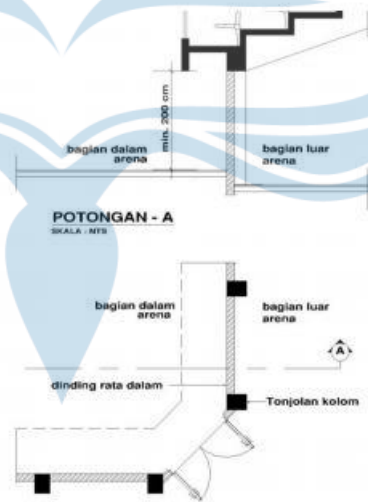 min. 200 cm
bagian dalam
arena
bagian luar
arena
POTONGAN - A
SKALA : NTS
bagian dalam
arena
bagian luar
arena
A
dinding rata dalam
Tonjolan kolom